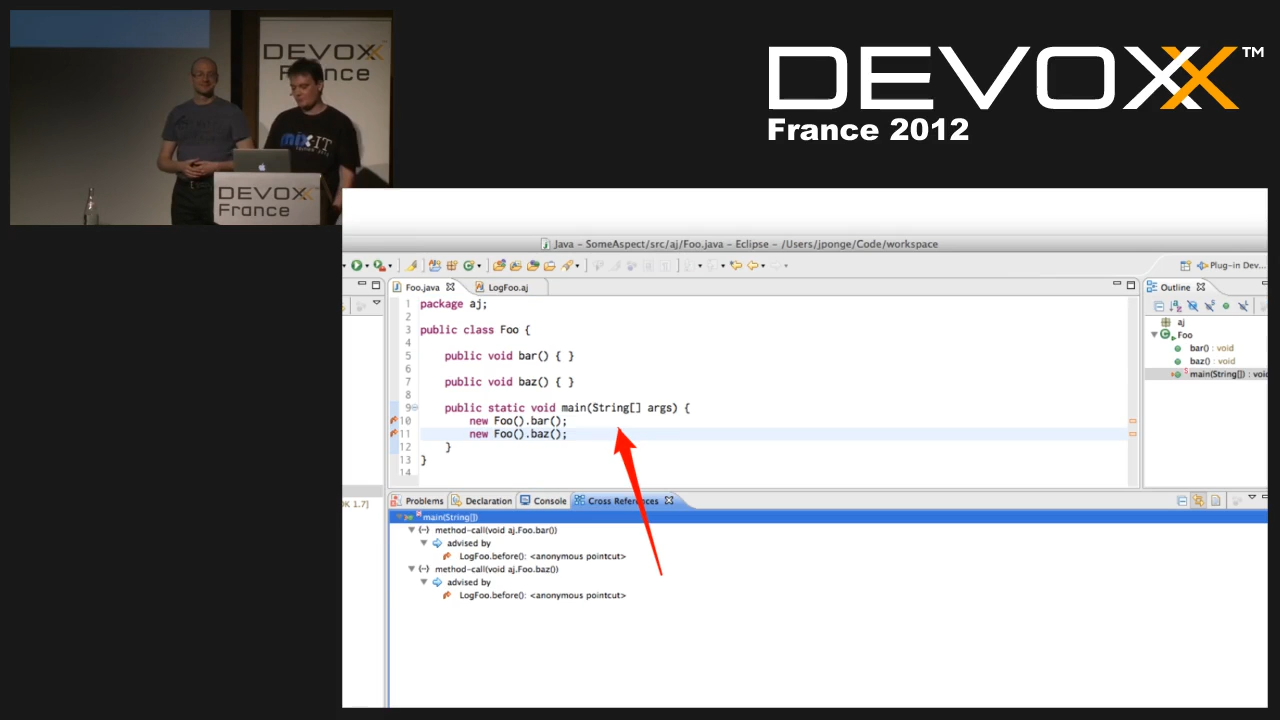 DEVOXX
France
mix-IT
DEVOXX
France
DEVOXX™
France 2012
Java – SomeAspect/src/aj/Foo.java – Eclipse – /Users/jponge/Code/workspace
Plug-in Dev...
Foo.java
LogFoo.aj
Outline
1 package aj;
2
3 public class Foo {
4
5 public void bar() { }
6
7 public void baz() { }
8
9 public static void main(String[] args) {
10 new Foo().bar();
11 new Foo().baz();
12 }
13 }
14
aj
Foo
bar() : void
baz() : void
main(String[]) : void
K 1.7]
Problems
Declaration
Console
Cross References
main(String[])
method-call(void aj.Foo.bar())
advised by
LogFoo.before(): <anonymous pointcut>
method-call(void aj.Foo.baz())
advised by
LogFoo.before(): <anonymous pointcut>